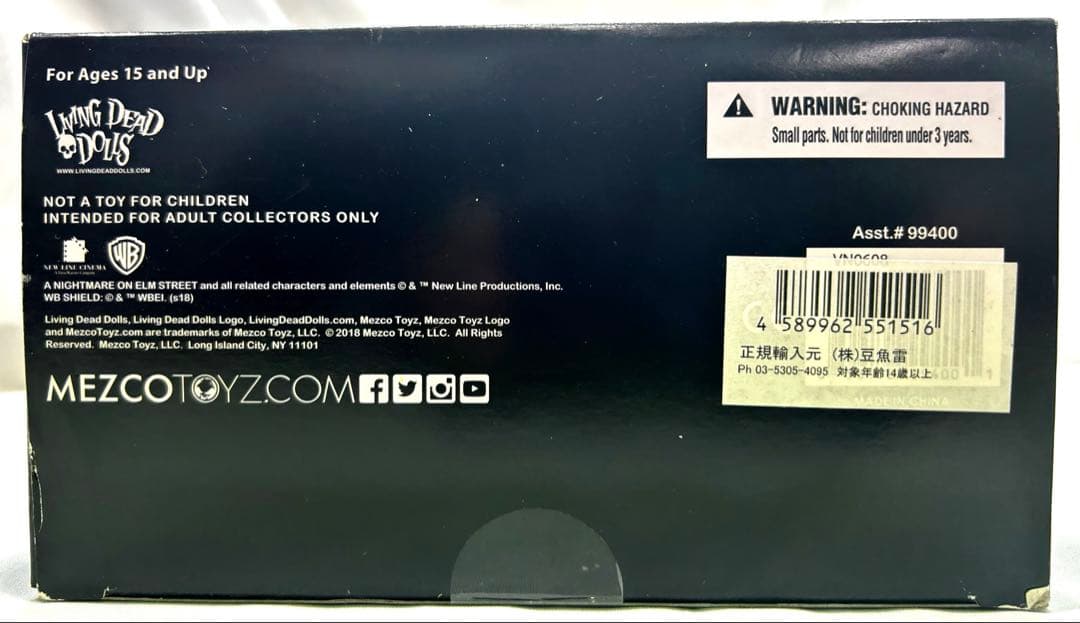 For Ages 15 and Up
LIVING DEAD
DOLLS
WWW.LIVINGDEADDOLLS.COM
NOT A TOY FOR CHILDREN
INTENDED FOR ADULT COLLECTORS ONLY
NEW LINE CINEMA
WB
A NIGHTMARE ON ELM STREET and all related characters and elements © & ™ New Line Productions, Inc.
WB SHIELD: © & ™ WBEI. (s18)
Living Dead Dolls, Living Dead Dolls Logo, LivingDeadDolls.com, Mezco Toyz, Mezco Toyz Logo
and MezcoToyz.com are trademarks of Mezco Toyz, LLC. © 2018 Mezco Toyz, LLC. All Rights
Reserved. Mezco Toyz, LLC. Long Island City, NY 11101
MEZCOTOYZ.COM
WARNING: CHOKING HAZARD
Small parts. Not for children under 3 years.
Asst.# 99400
4 589962 551516
正規輸入元 (株)豆魚雷
Ph 03-5305-4095 対象年齢14歳以上
MADE IN CHINA